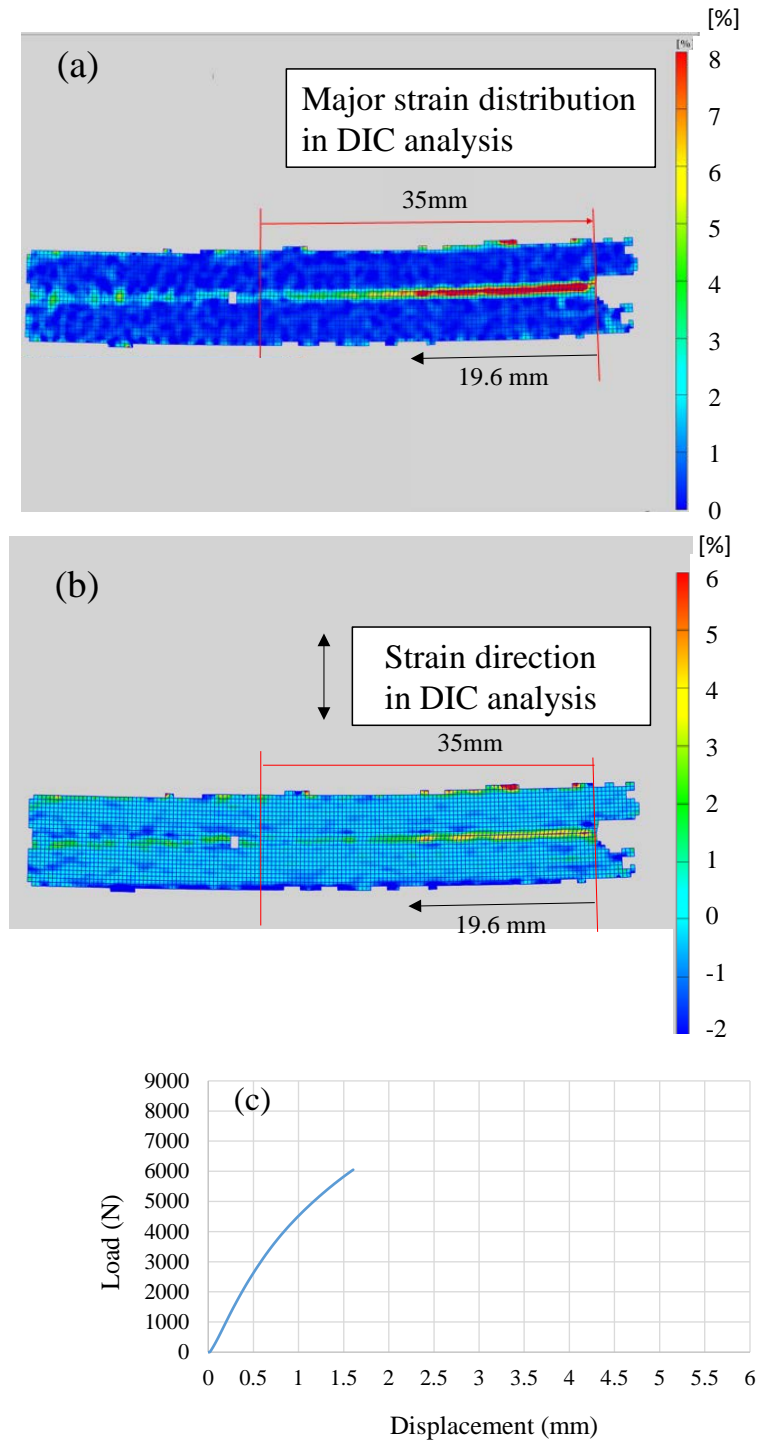 [%]
[%]
(a)
Major strain distribution
in DIC analysis
35mm
19.6 mm
8
7
6
5
4
3
2
1
0
[%]
(b)
Strain direction
in DIC analysis
35mm
19.6 mm
6
5
4
3
2
1
0
-1
-2
(c)
9000
8000
7000
6000
5000
4000
3000
2000
1000
0
Load (N)
0 0.5 1 1.5 2 2.5 3 3.5 4 4.5 5 5.5 6
Displacement (mm)